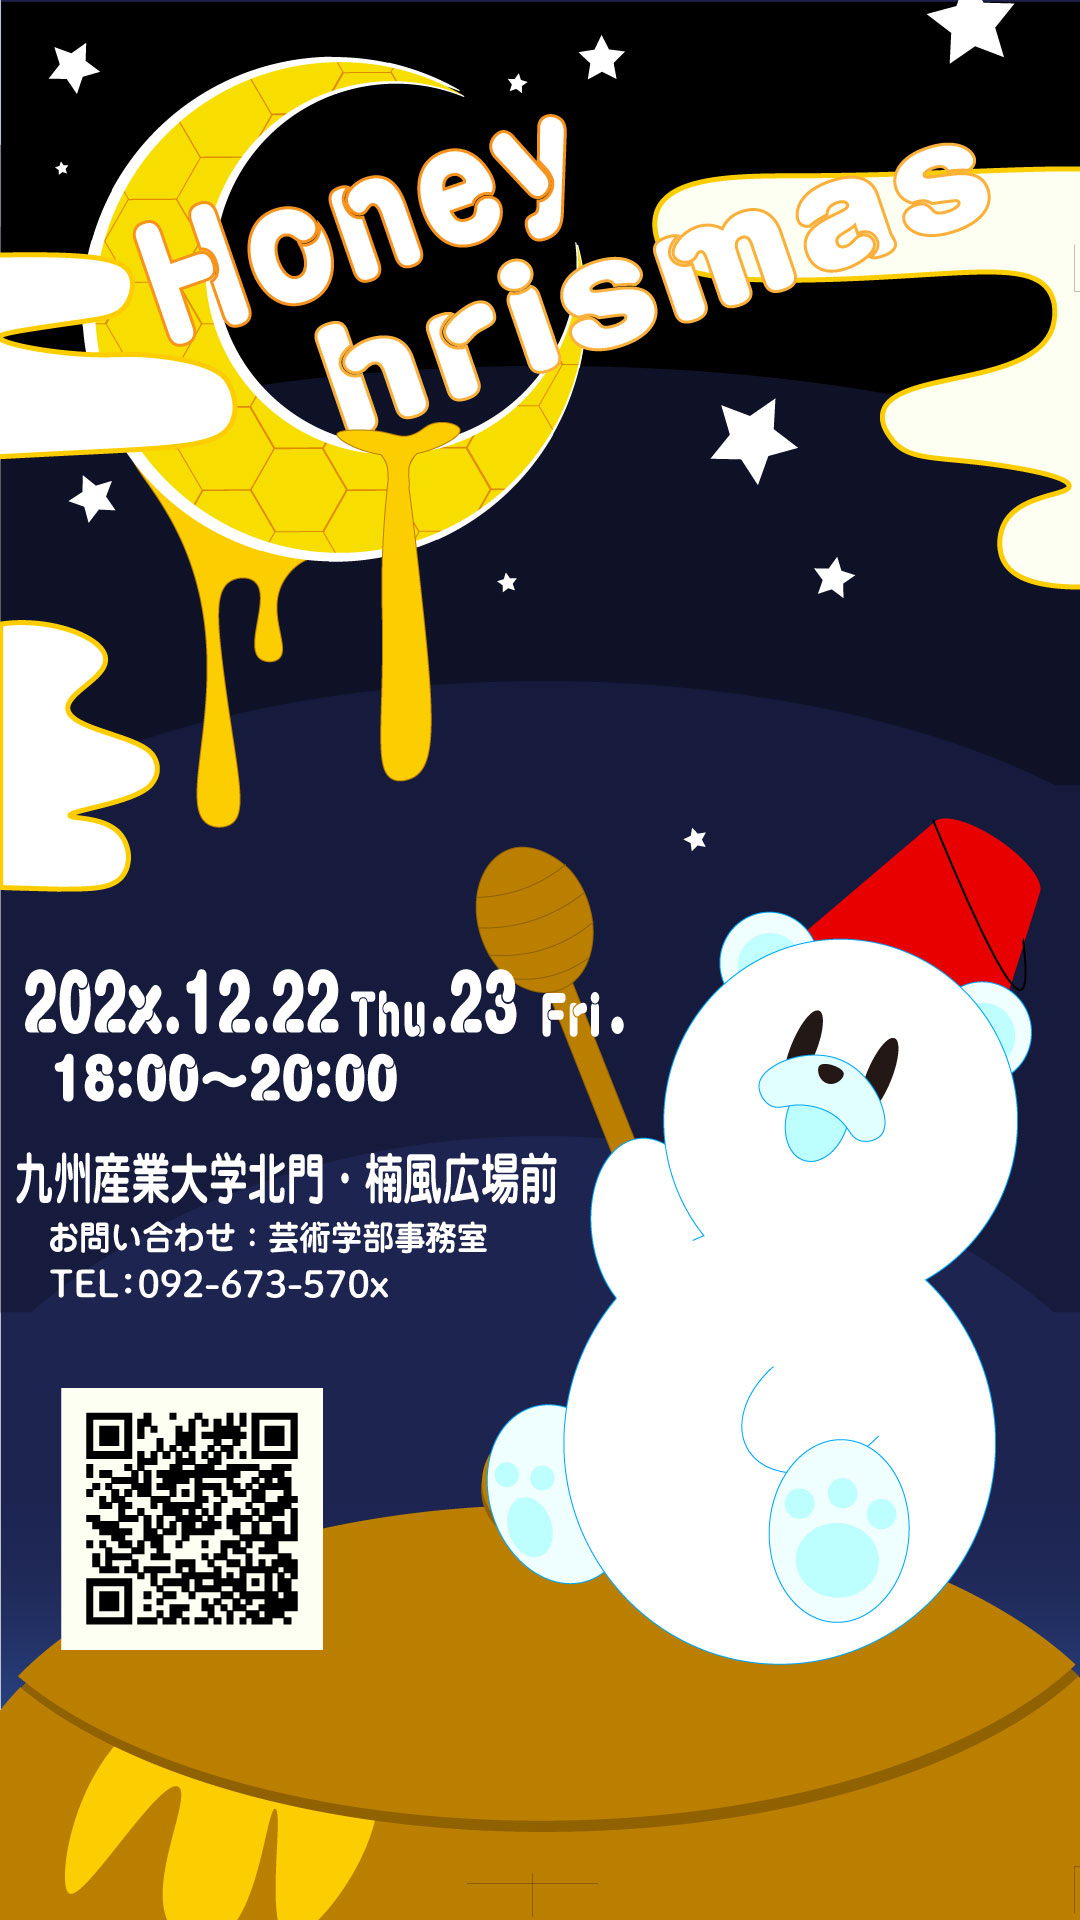 Honey
hrismas
202x.12.22 Thu.23 Fri.
18:00〜20:00
九州産業大学北門・楠風広場前
お問い合わせ：芸術学部事務室
TEL:092-673-570x